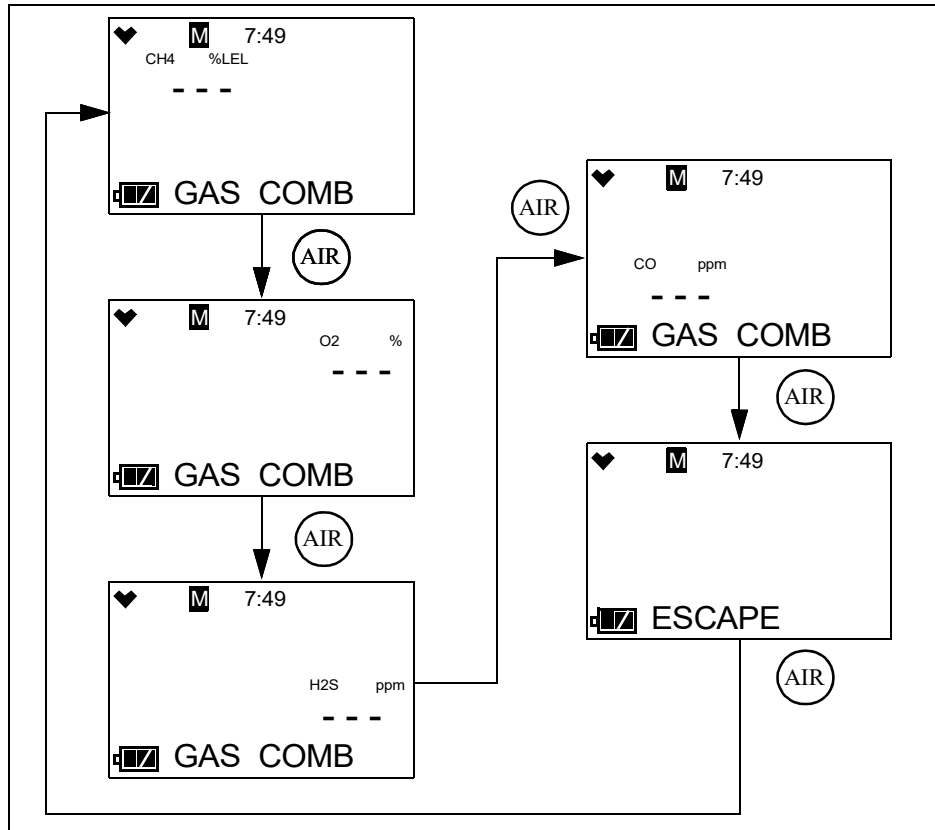 M 7:49
CH4 %LEL
- - -
GAS COMB
AIR
M 7:49
O2 %
- - -
GAS COMB
AIR
M 7:49
H2S ppm
- - -
GAS COMB
AIR
M 7:49
CO ppm
- - -
GAS COMB
AIR
M 7:49
ESCAPE
AIR